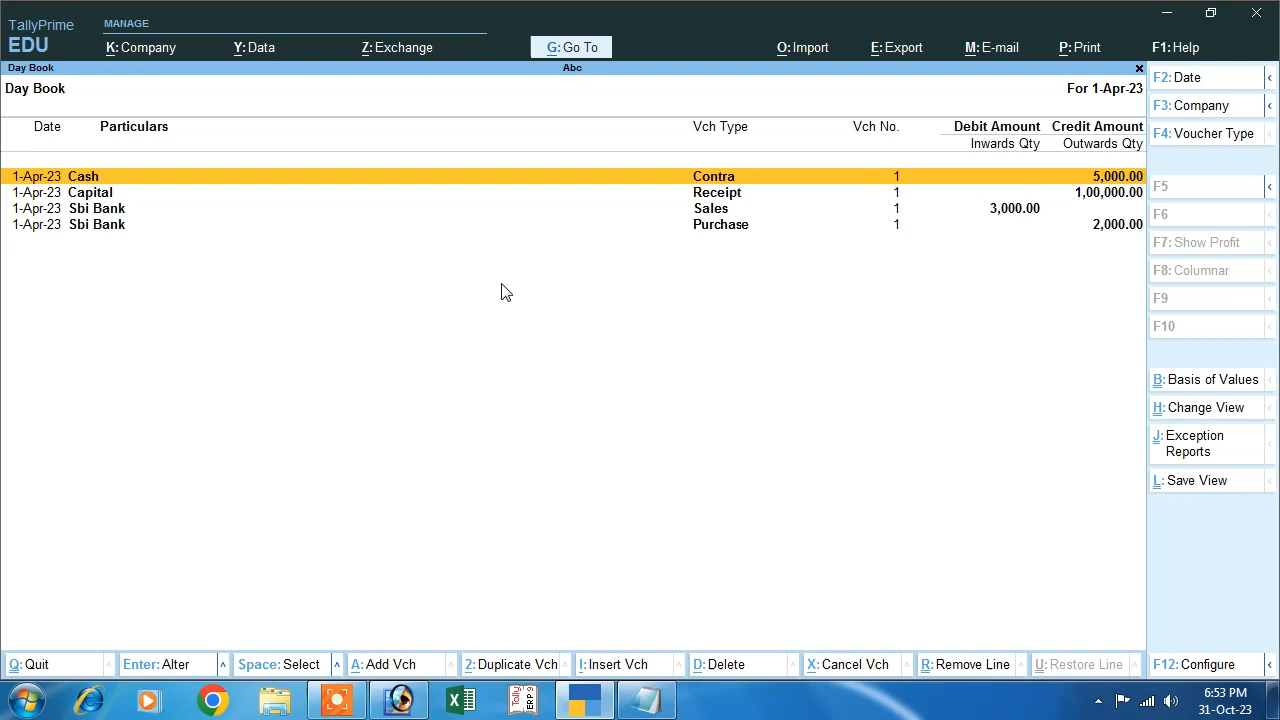 TallyPrime
EDU
MANAGE
K: Company Y: Data Z: Exchange G: Go To O: Import E: Export M: E-mail P: Print F1: Help
Day Book Abc
Day Book For 1-Apr-23
Date Particulars Vch Type Vch No. Debit Amount Credit Amount
Inwards Qty Outwards Qty
1-Apr-23 Cash Contra 1 5,000.00
1-Apr-23 Capital Receipt 1 1,00,000.00
1-Apr-23 Sbi Bank Sales 1 3,000.00
1-Apr-23 Sbi Bank Purchase 1 2,000.00
F2: Date
F3: Company
F4: Voucher Type
F5
F6
F7: Show Profit
F8: Columnar
F9
F10
B: Basis of Values
H: Change View
J: Exception
Reports
L: Save View
F12: Configure
Q: Quit Enter: Alter Space: Select A: Add Vch 2: Duplicate Vch I: Insert Vch D: Delete X: Cancel Vch R: Remove Line U: Restore Line
Tally
ERP 9
6:53 PM
31-Oct-23